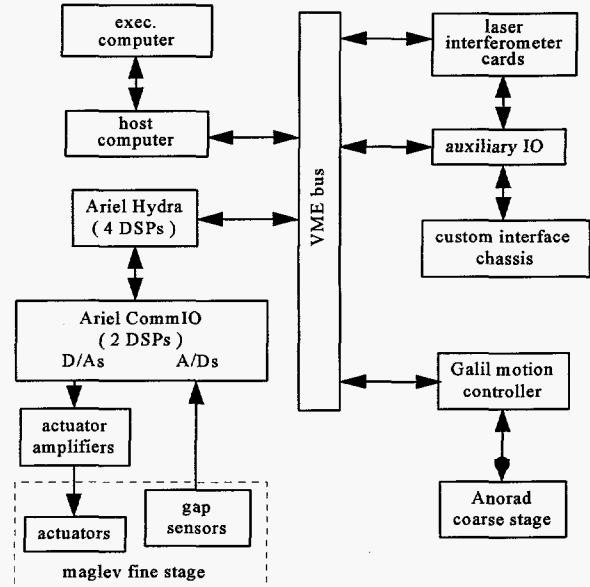 exec.
computer
host
computer
Ariel Hydra
( 4 DSPs )
Ariel CommIO
( 2 DSPs )
D/As A/Ds
actuator
amplifiers
actuators
gap
sensors
maglev fine stage
VME bus
laser
interferometer
cards
auxiliary IO
custom interface
chassis
Galil motion
controller
Anorad
coarse stage